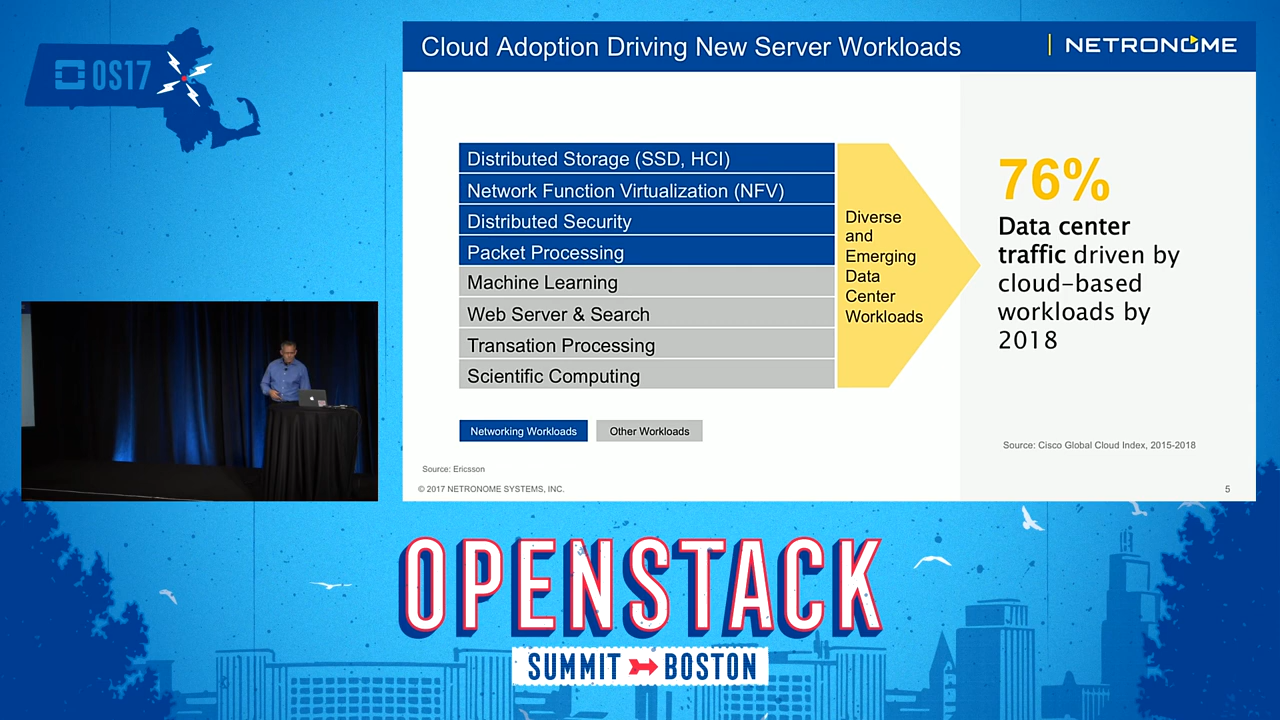 OS17
Cloud Adoption Driving New Server Workloads
NETRONOME
Distributed Storage (SSD, HCI)
Network Function Virtualization (NFV)
Distributed Security
Packet Processing
Machine Learning
Web Server & Search
Transation Processing
Scientific Computing
Diverse
and
Emerging
Data
Center
Workloads
76%
Data center
traffic driven by
cloud-based
workloads by
2018
Networking Workloads
Other Workloads
Source: Cisco Global Cloud Index, 2015-2018
Source: Ericsson
© 2017 NETRONOME SYSTEMS, INC.
5
OPENSTACK
SUMMIT BOSTON